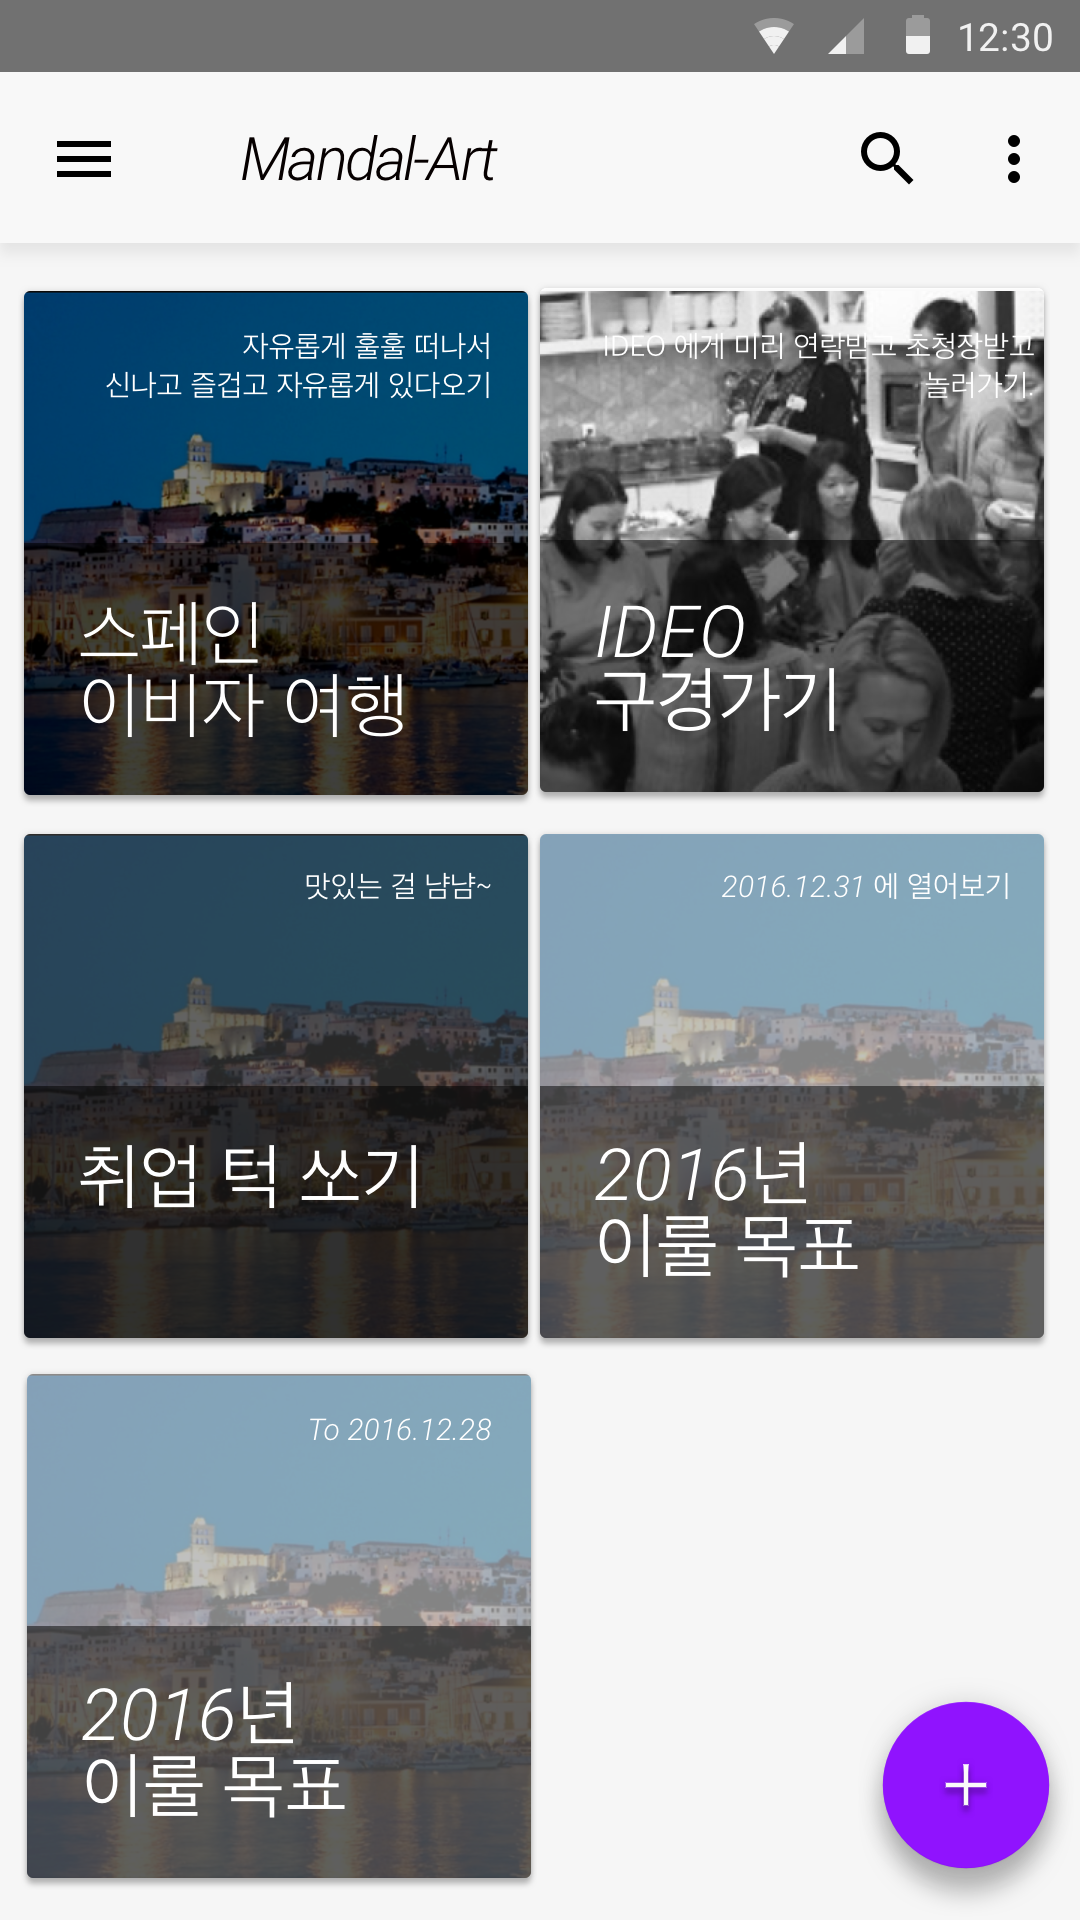 12:30
Mandal-Art
자유롭게 훌훌 떠나서
신나고 즐겁고 자유롭게 있다오기
스페인
이비자 여행
IDEO 에게 미리 연락받고 초청장받고
놀러가기.
IDEO
구경가기
맛있는 걸 냠냠~
취업 턱 쏘기
2016.12.31 에 열어보기
2016년
이룰 목표
To 2016.12.28
2016년
이룰 목표